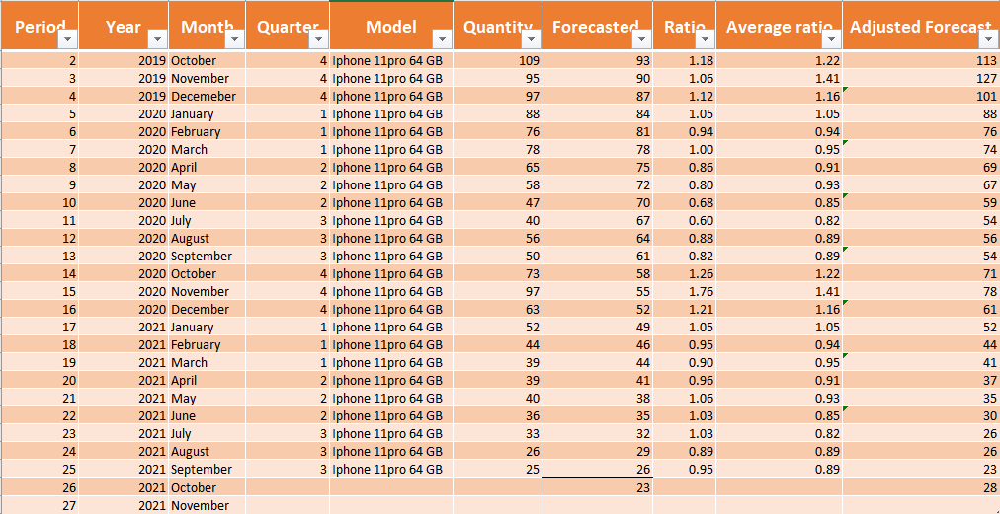 Period Year Month Quarter Model Quantity Forecasted Ratio Average ratio Adjusted Forecast
2 2019 October 4 Iphone 11pro 64 GB 109 93 1.18 1.22 113
3 2019 November 4 Iphone 11pro 64 GB 95 90 1.06 1.41 127
4 2019 Decemeber 4 Iphone 11pro 64 GB 97 87 1.12 1.16 101
5 2020 January 1 Iphone 11pro 64 GB 88 84 1.05 1.05 88
6 2020 February 1 Iphone 11pro 64 GB 76 81 0.94 0.94 76
7 2020 March 1 Iphone 11pro 64 GB 78 78 1.00 0.95 74
8 2020 April 2 Iphone 11pro 64 GB 65 75 0.86 0.91 69
9 2020 May 2 Iphone 11pro 64 GB 58 72 0.80 0.93 67
10 2020 June 2 Iphone 11pro 64 GB 47 70 0.68 0.85 59
11 2020 July 3 Iphone 11pro 64 GB 40 67 0.60 0.82 54
12 2020 August 3 Iphone 11pro 64 GB 56 64 0.88 0.89 56
13 2020 September 3 Iphone 11pro 64 GB 50 61 0.82 0.89 54
14 2020 October 4 Iphone 11pro 64 GB 73 58 1.26 1.22 71
15 2020 November 4 Iphone 11pro 64 GB 97 55 1.76 1.41 78
16 2020 December 4 Iphone 11pro 64 GB 63 52 1.21 1.16 61
17 2021 January 1 Iphone 11pro 64 GB 52 49 1.05 1.05 52
18 2021 February 1 Iphone 11pro 64 GB 44 46 0.95 0.94 44
19 2021 March 1 Iphone 11pro 64 GB 39 44 0.90 0.95 41
20 2021 April 2 Iphone 11pro 64 GB 39 41 0.96 0.91 37
21 2021 May 2 Iphone 11pro 64 GB 40 38 1.06 0.93 35
22 2021 June 2 Iphone 11pro 64 GB 36 35 1.03 0.85 30
23 2021 July 3 Iphone 11pro 64 GB 33 32 1.03 0.82 26
24 2021 August 3 Iphone 11pro 64 GB 26 29 0.89 0.89 26
25 2021 September 3 Iphone 11pro 64 GB 25 26 0.95 0.89 23
26 2021 October 23 28
27 2021 November